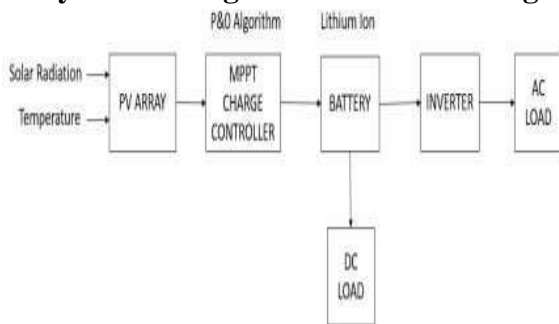 P&O Algorithm
Lithium Ion
Solar Radiation
Temperature
PV ARRAY
MPPT
CHARGE
CONTROLLER
BATTERY
INVERTER
AC
LOAD
DC
LOAD